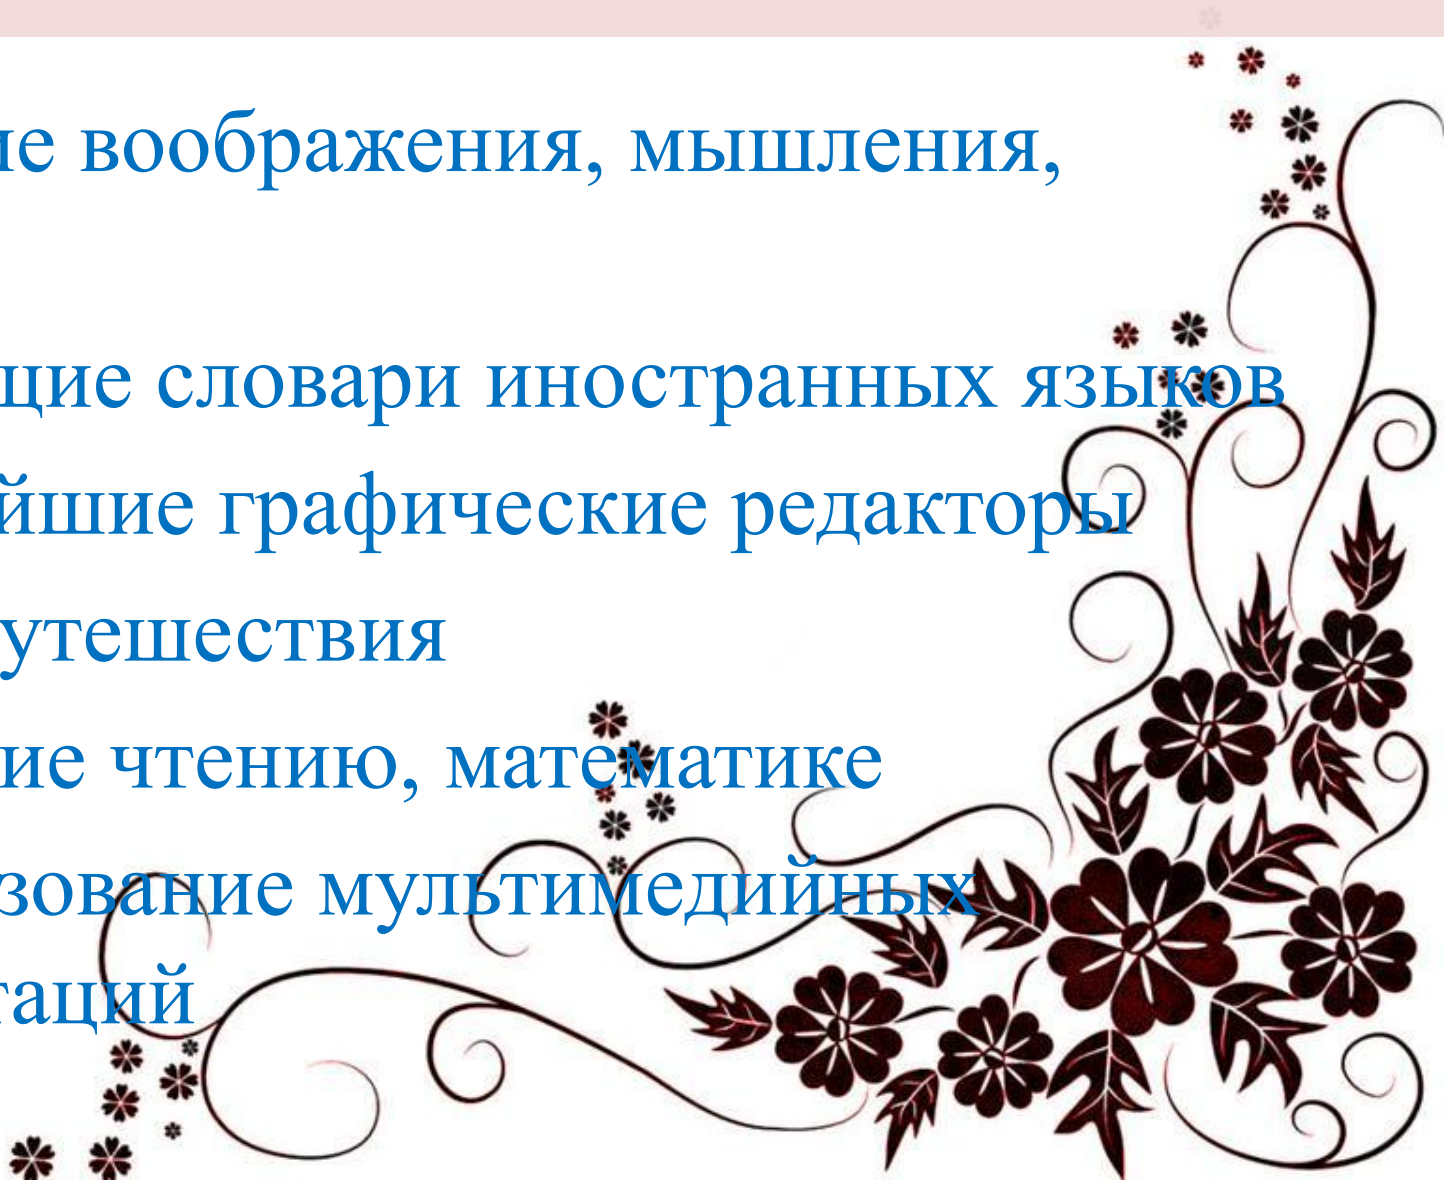 ие воображения, мышления,
щие словари иностранных языков
йшие графические редакторы
утешествия
ие чтению, математике
зование мультимедийных
таций